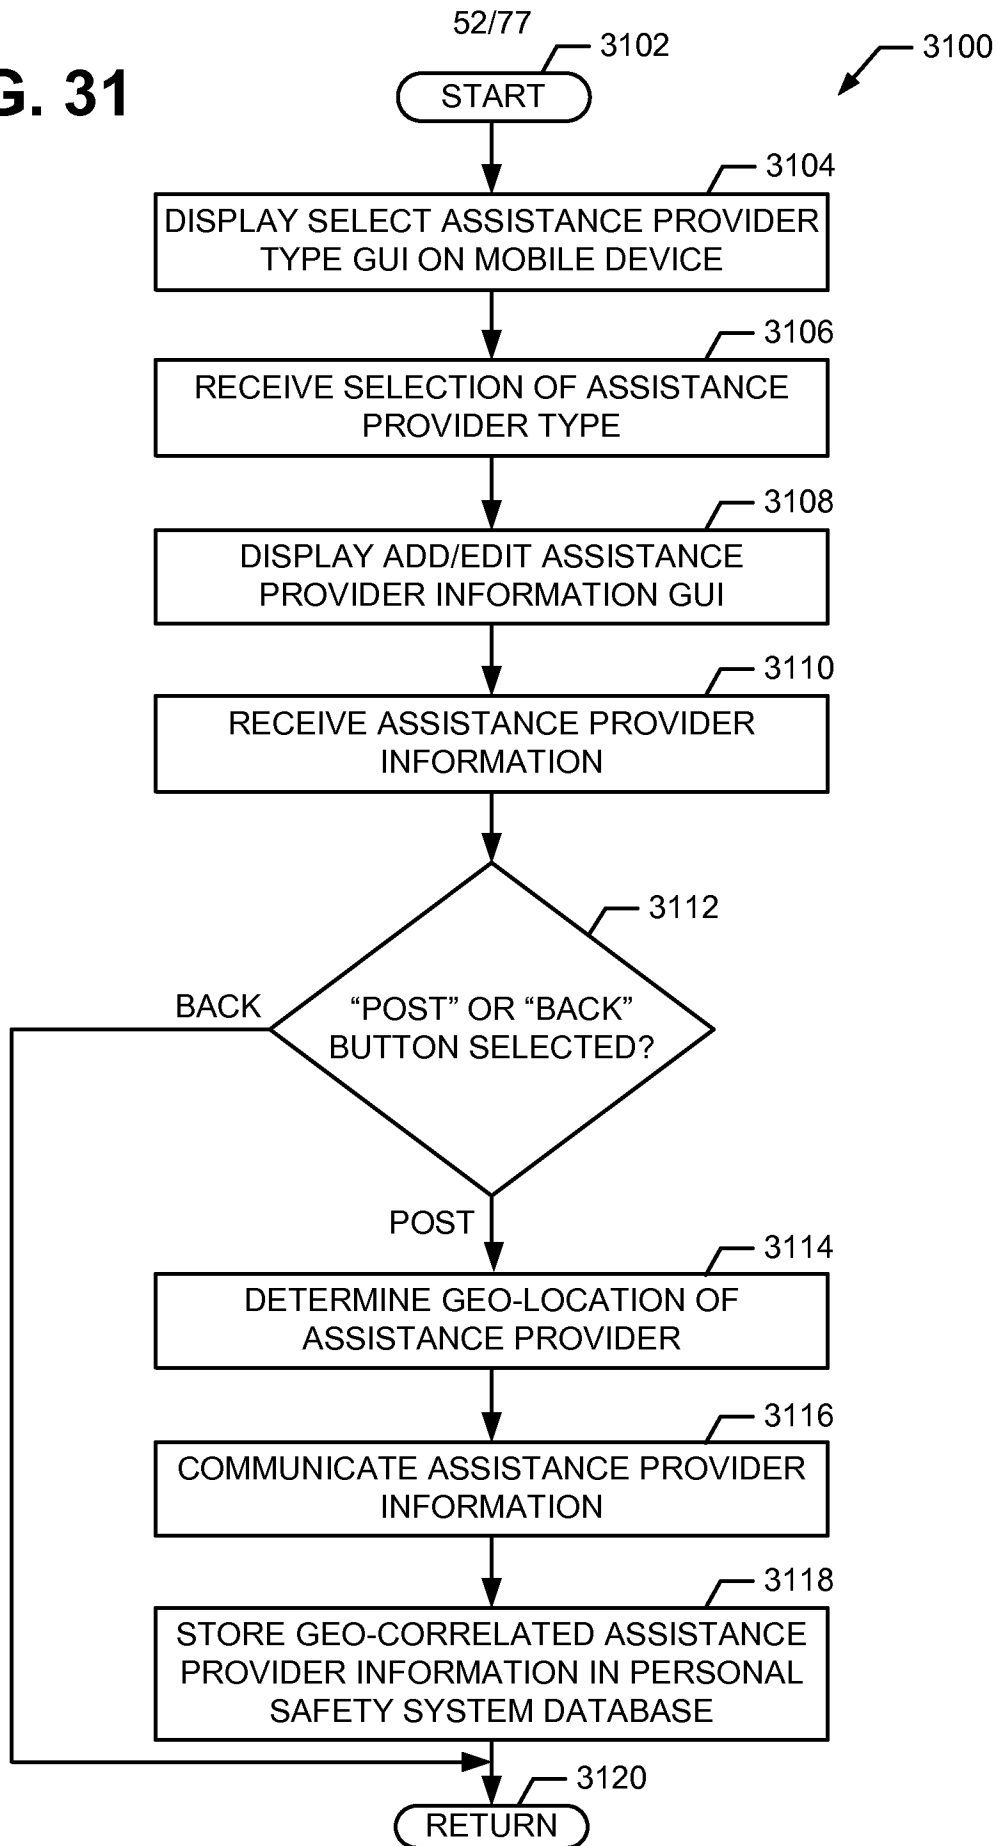 52/77
3102
3100
G. 31
START
3104
DISPLAY SELECT ASSISTANCE PROVIDER
TYPE GUI ON MOBILE DEVICE
3106
RECEIVE SELECTION OF ASSISTANCE
PROVIDER TYPE
3108
DISPLAY ADD/EDIT ASSISTANCE
PROVIDER INFORMATION GUI
3110
RECEIVE ASSISTANCE PROVIDER
INFORMATION
3112
BACK
“POST” OR “BACK”
BUTTON SELECTED?
POST
3114
DETERMINE GEO-LOCATION OF
ASSISTANCE PROVIDER
3116
COMMUNICATE ASSISTANCE PROVIDER
INFORMATION
3118
STORE GEO-CORRELATED ASSISTANCE
PROVIDER INFORMATION IN PERSONAL
SAFETY SYSTEM DATABASE
3120
RETURN